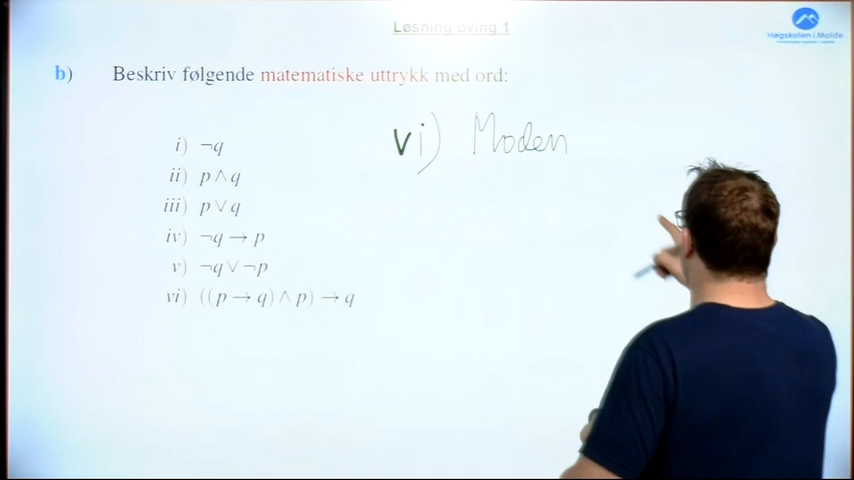 Løsning øving 1
Høgskolen i Molde
b) Beskriv følgende matematiske uttrykk med ord:
vi) Moden
i) ¬q
ii) p ∧ q
iii) p ∨ q
iv) ¬q → p
v) ¬q ∨ ¬p
vi) ((p → q) ∧ p) → q